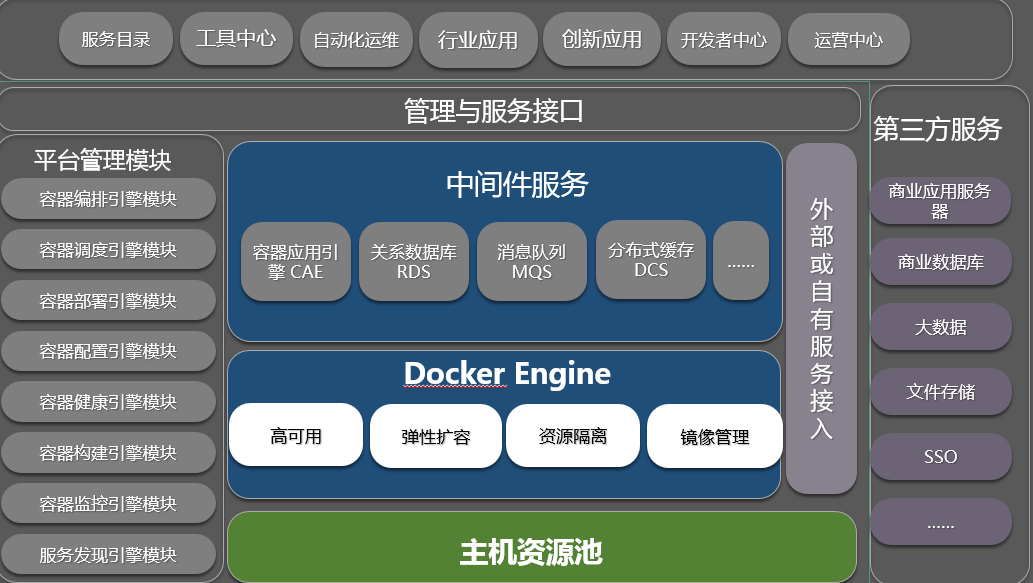 服务目录
工具中心
自动化运维
行业应用
创新应用
开发者中心
运营中心
管理与服务接口
平台管理模块
容器编排引擎模块
容器调度引擎模块
容器部署引擎模块
容器配置引擎模块
容器健康引擎模块
容器构建引擎模块
容器监控引擎模块
服务发现引擎模块
中间件服务
容器应用引
擎 CAE
关系数据库
RDS
消息队列
MQS
分布式缓存
DCS
......
Docker Engine
高可用
弹性扩容
资源隔离
镜像管理
主机资源池
外部或自有服务接入
第三方服务
商业应用服务
器
商业数据库
大数据
文件存储
SSO
......